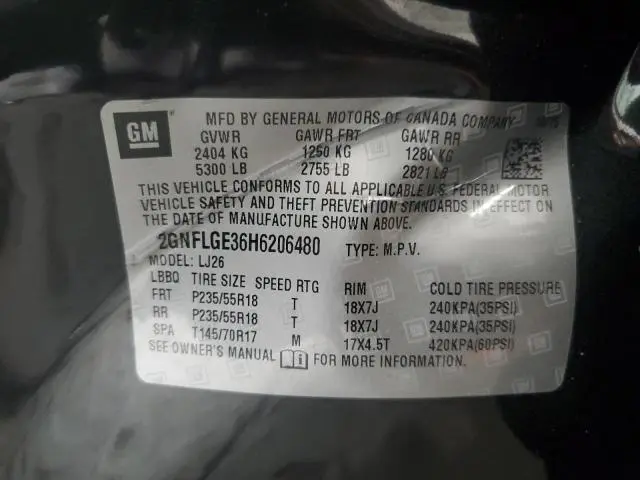 GM
MFD BY GENERAL MOTORS OF CANADA COMPANY
GVWR GAWR FRT GAWR RR
2404 KG 1250 KG 1280 KG
5300 LB 2755 LB 2821 LB
THIS VEHICLE CONFORMS TO ALL APPLICABLE U.S. FEDERAL MOTOR
VEHICLE SAFETY AND THEFT PREVENTION STANDARDS IN EFFECT ON
THE DATE OF MANUFACTURE SHOWN ABOVE.
2GNFLGE36H6206480 TYPE: M.P.V.
MODEL: LJ26
LBBQ TIRE SIZE SPEED RTG RIM COLD TIRE PRESSURE
FRT P235/55R18 T 18X7J 240KPA(35PSI)
RR P235/55R18 T 18X7J 240KPA(35PSI)
SPA T145/70R17 M 17X4.5T 420KPA(60PSI)
SEE OWNER'S MANUAL FOR MORE INFORMATION.